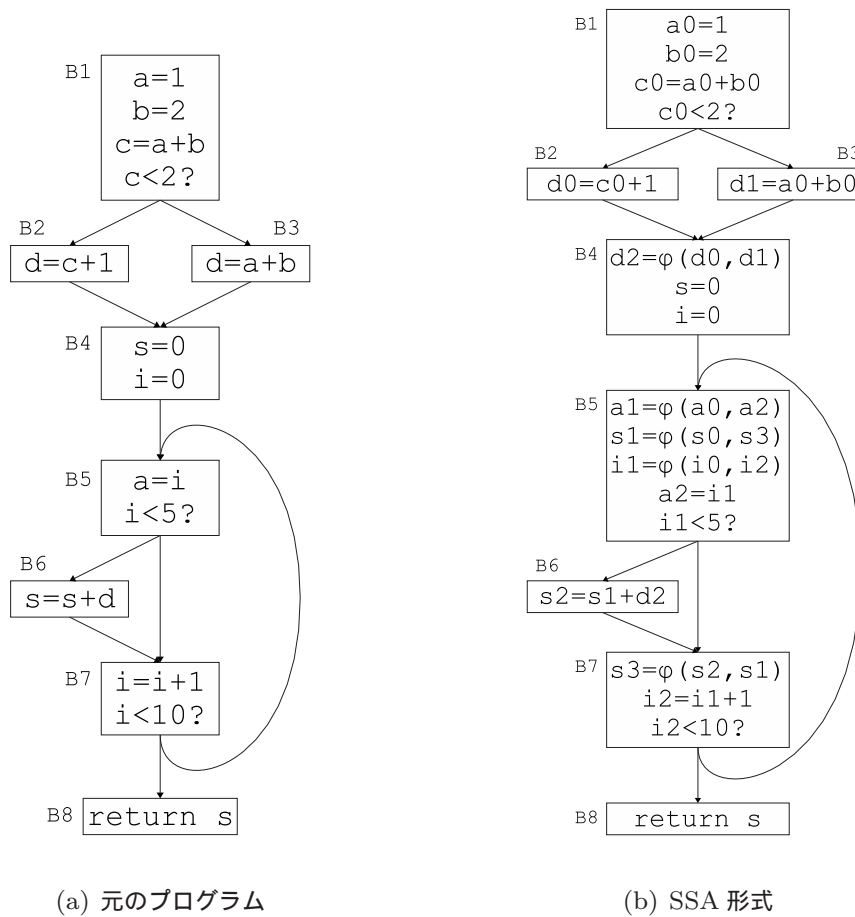 B1
a=1
b=2
c=a+b
c<2?
B2
d=c+1
B3
d=a+b
B4
s=0
i=0
B5
a=i
i<5?
B6
s=s+d
B7
i=i+1
i<10?
B8
return s
(a) 元のプログラム
B1
a0=1
b0=2
c0=a0+b0
c0<2?
B2
d0=c0+1
B3
d1=a0+b0
B4
d2=φ(d0,d1)
s=0
i=0
B5
a1=φ(a0,a2)
s1=φ(s0,s3)
i1=φ(i0,i2)
a2=i1
i1<5?
B6
s2=s1+d2
B7
s3=φ(s2,s1)
i2=i1+1
i2<10?
B8
return s
(b) SSA 形式